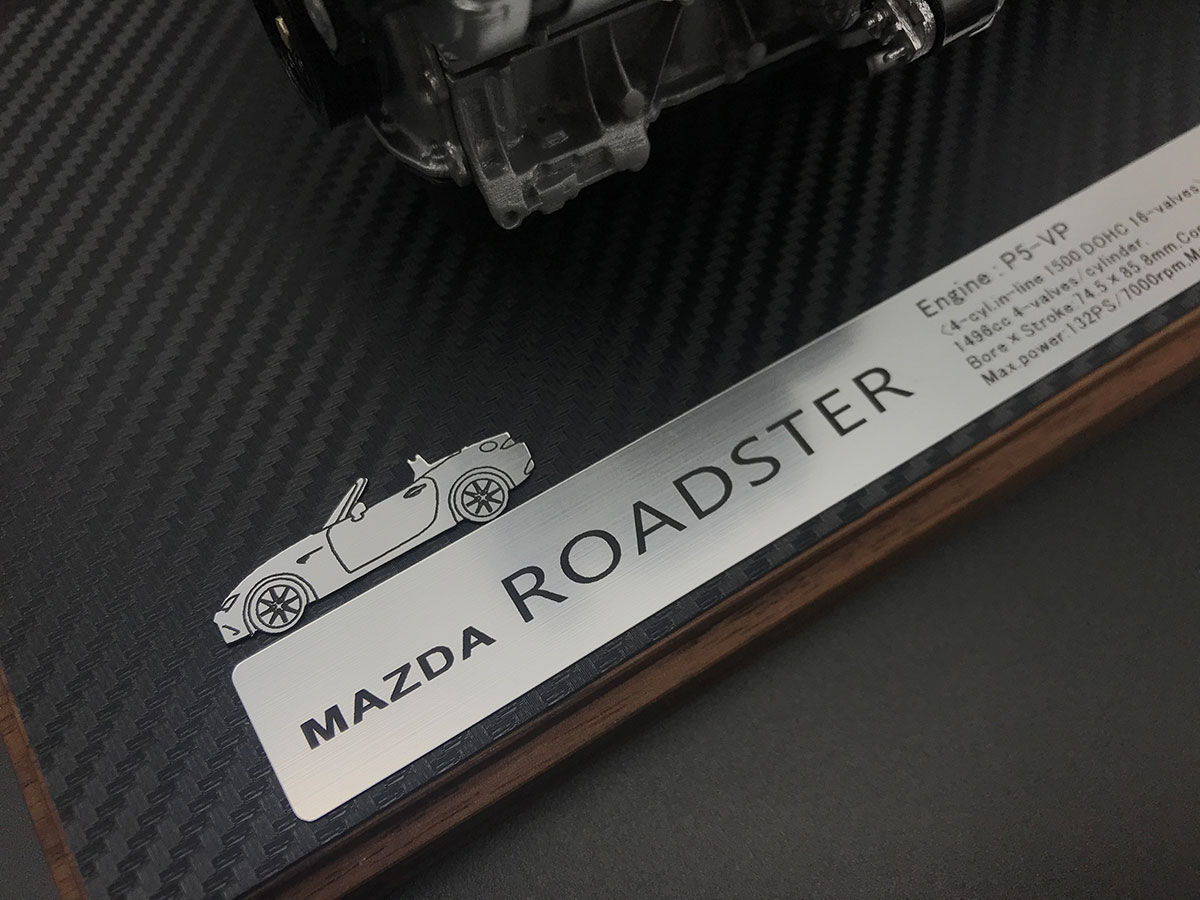 MAZDA ROADSTER
Engine : P5-VP
<4-cyl.in-line 1500 DOHC 16-valves>
1496cc 4-valves/cylinder.
Bore x Stroke:74.5 x 85.8mm,
Max.power:132PS/7000rpm,